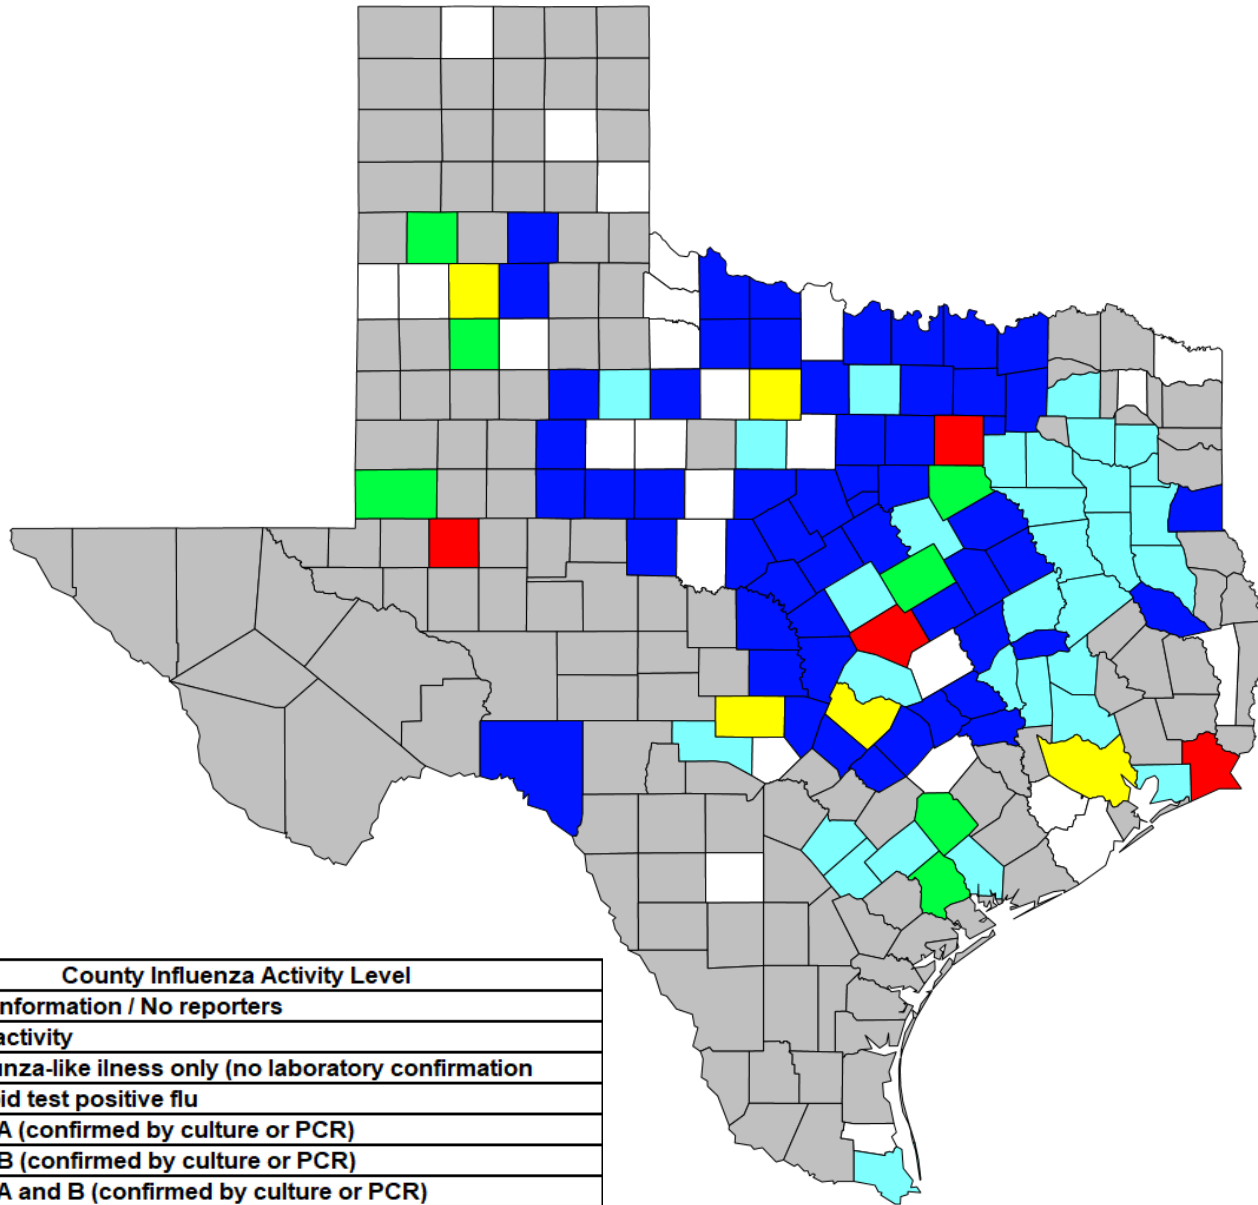 County Influenza Activity Level
nformation / No reporters
activity
unza-like ilness only (no laboratory confirmation
id test positive flu
A (confirmed by culture or PCR)
B (confirmed by culture or PCR)
A and B (confirmed by culture or PCR)